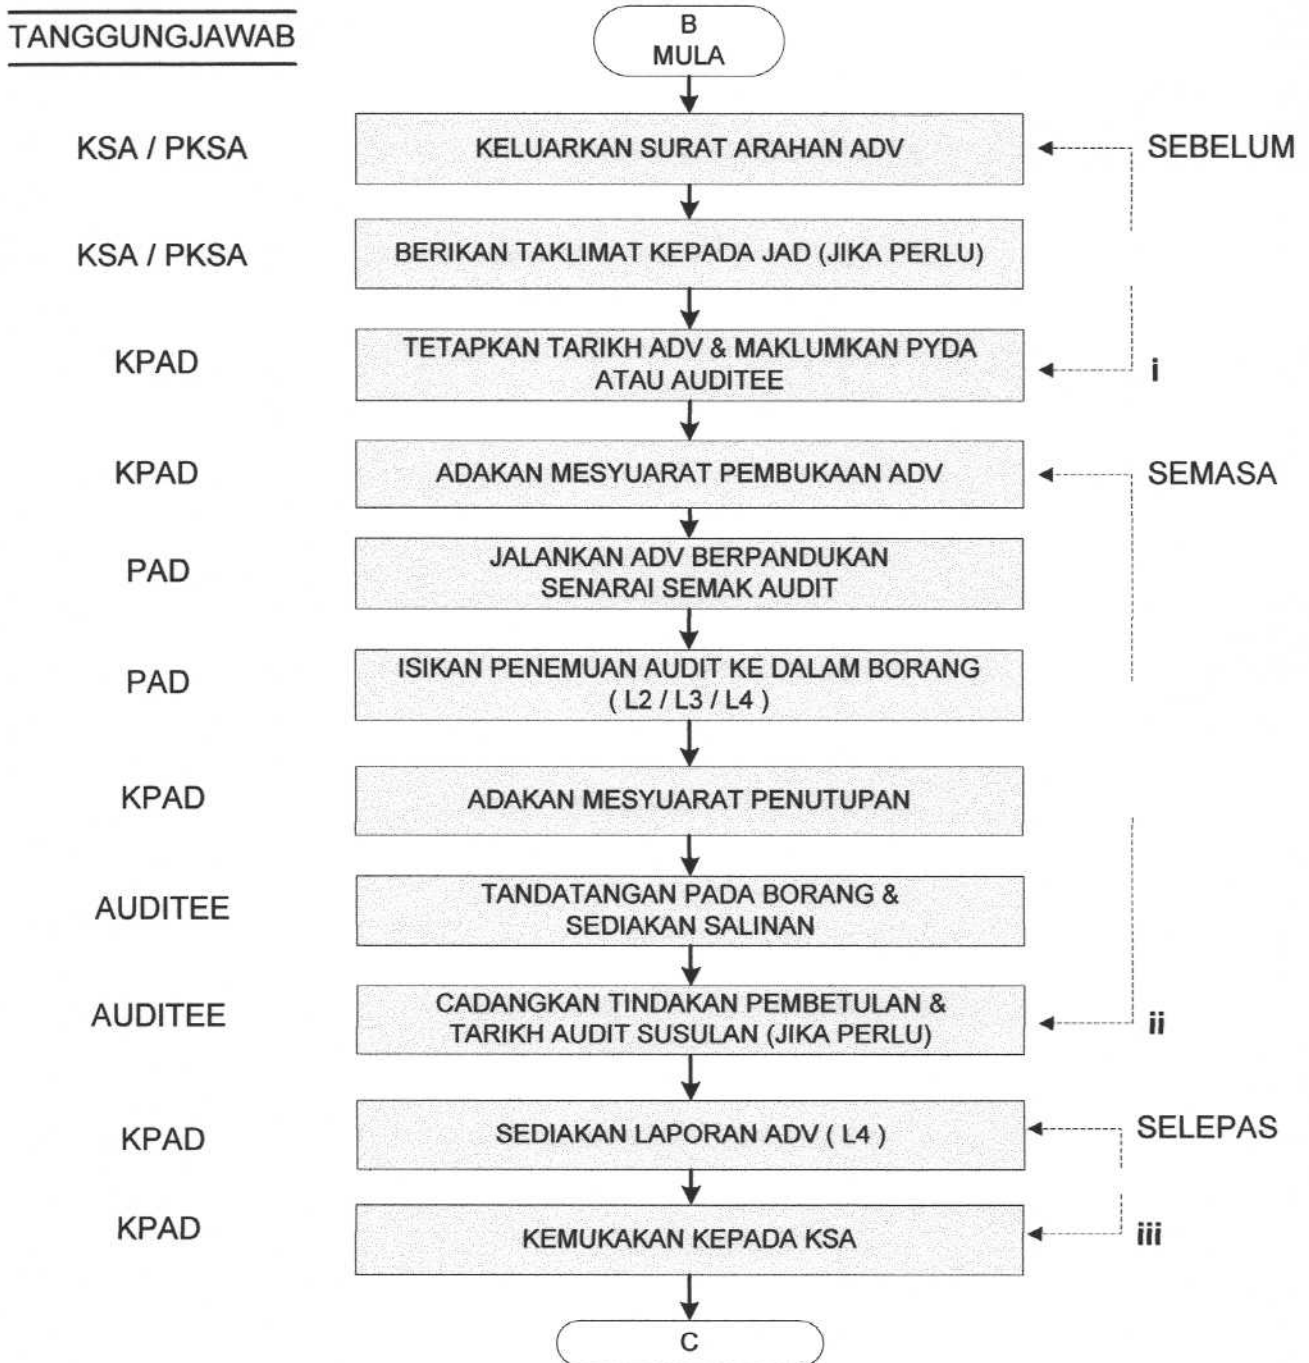 TANGGUNGJAWAB
B
MULA
KSA / PKSA
KELUARKAN SURAT ARAHAN ADV
SEBELUM
KSA / PKSA
BERIKAN TAKLIMAT KEPADA JAD (JIKA PERLU)
KPAD
TETAPKAN TARIKH ADV & MAKLUMKAN PYDA
ATAU AUDITEE
i
KPAD
ADAKAN MESYUARAT PEMBUKAAN ADV
SEMASA
PAD
JALANKAN ADV BERPANDUKAN
SENARAI SEMAK AUDIT
PAD
ISIKAN PENEMUAN AUDIT KE DALAM BORANG
( L2 / L3 / L4 )
KPAD
ADAKAN MESYUARAT PENUTUPAN
AUDITEE
TANDATANGAN PADA BORANG &
SEDIAKAN SALINAN
AUDITEE
CADANGKAN TINDAKAN PEMBETULAN &
TARIKH AUDIT SUSULAN (JIKA PERLU)
ii
KPAD
SEDIAKAN LAPORAN ADV ( L4 )
SELEPAS
KPAD
KEMUKAKAN KEPADA KSA
iii
C